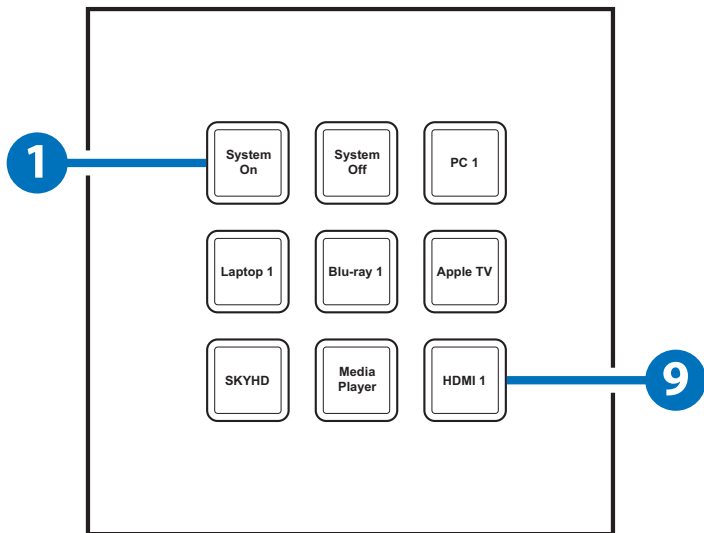 1
System
On
System
Off
PC 1
Laptop 1
Blu-ray 1
Apple TV
SKYHD
Media
Player
HDMI 1
9